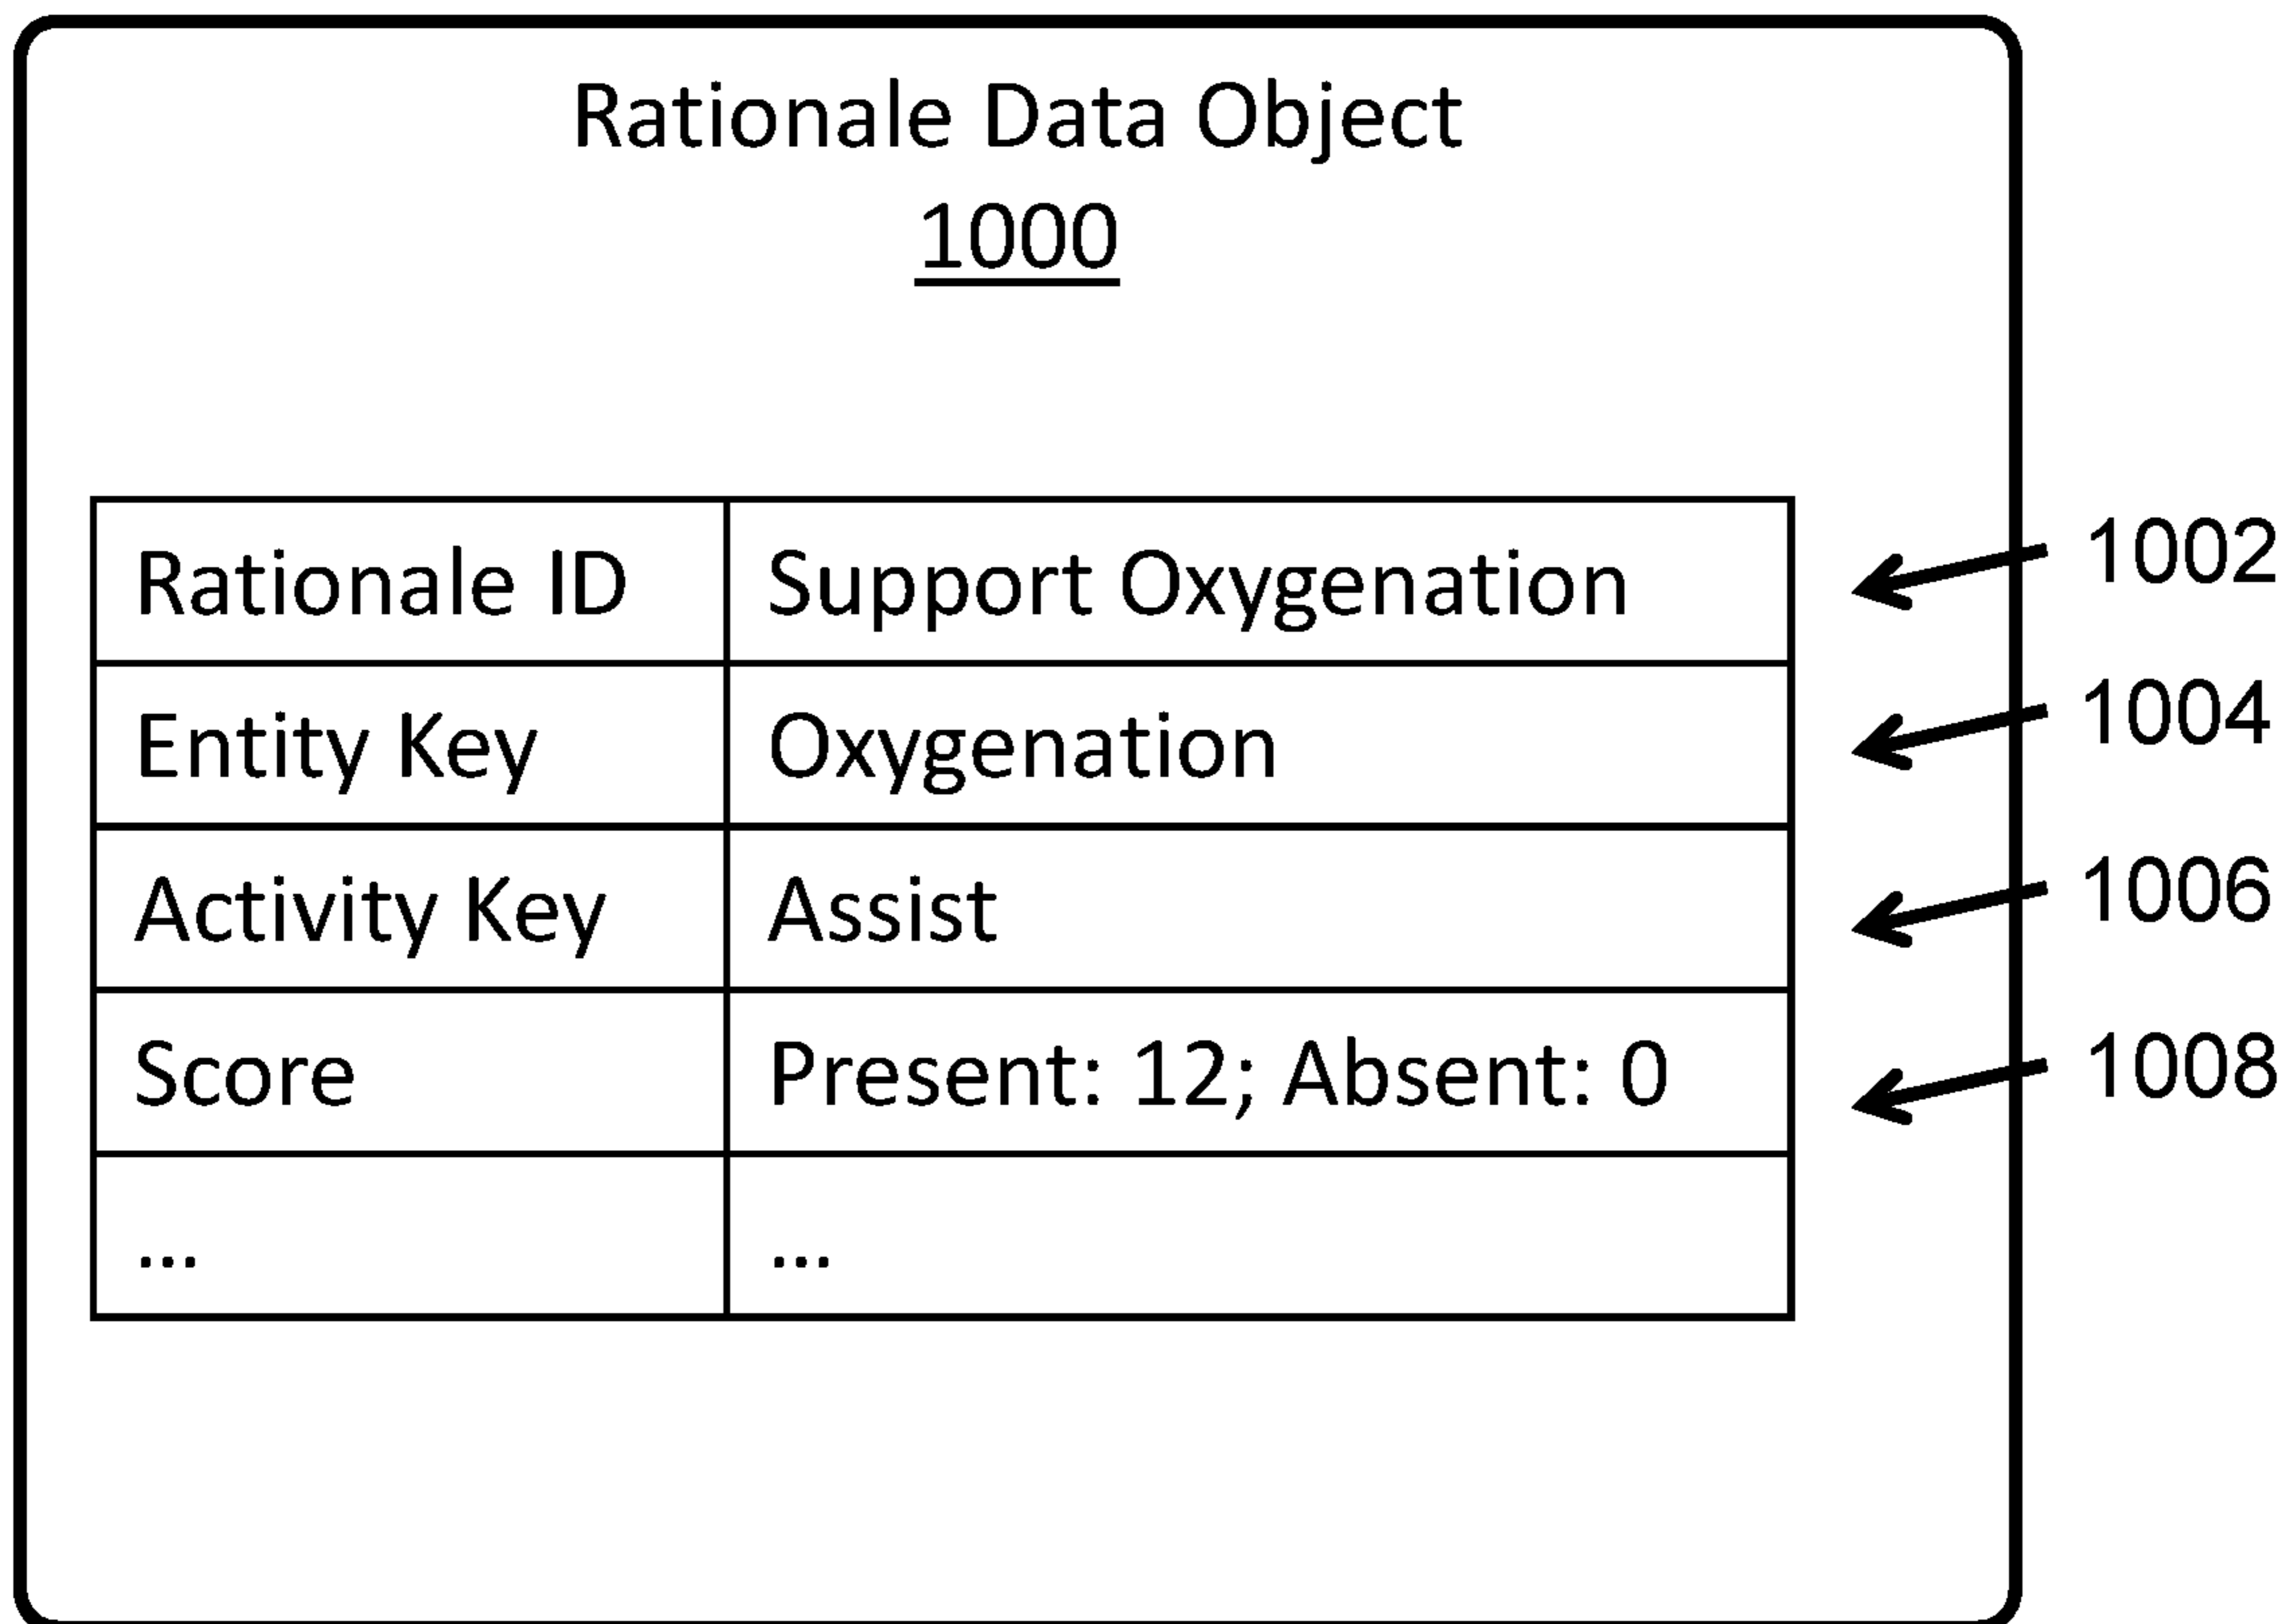 Rationale Data Object
1000
Rationale ID Support Oxygenation 1002
Entity Key Oxygenation 1004
Activity Key Assist 1006
Score Present: 12; Absent: 0 1008
... ...